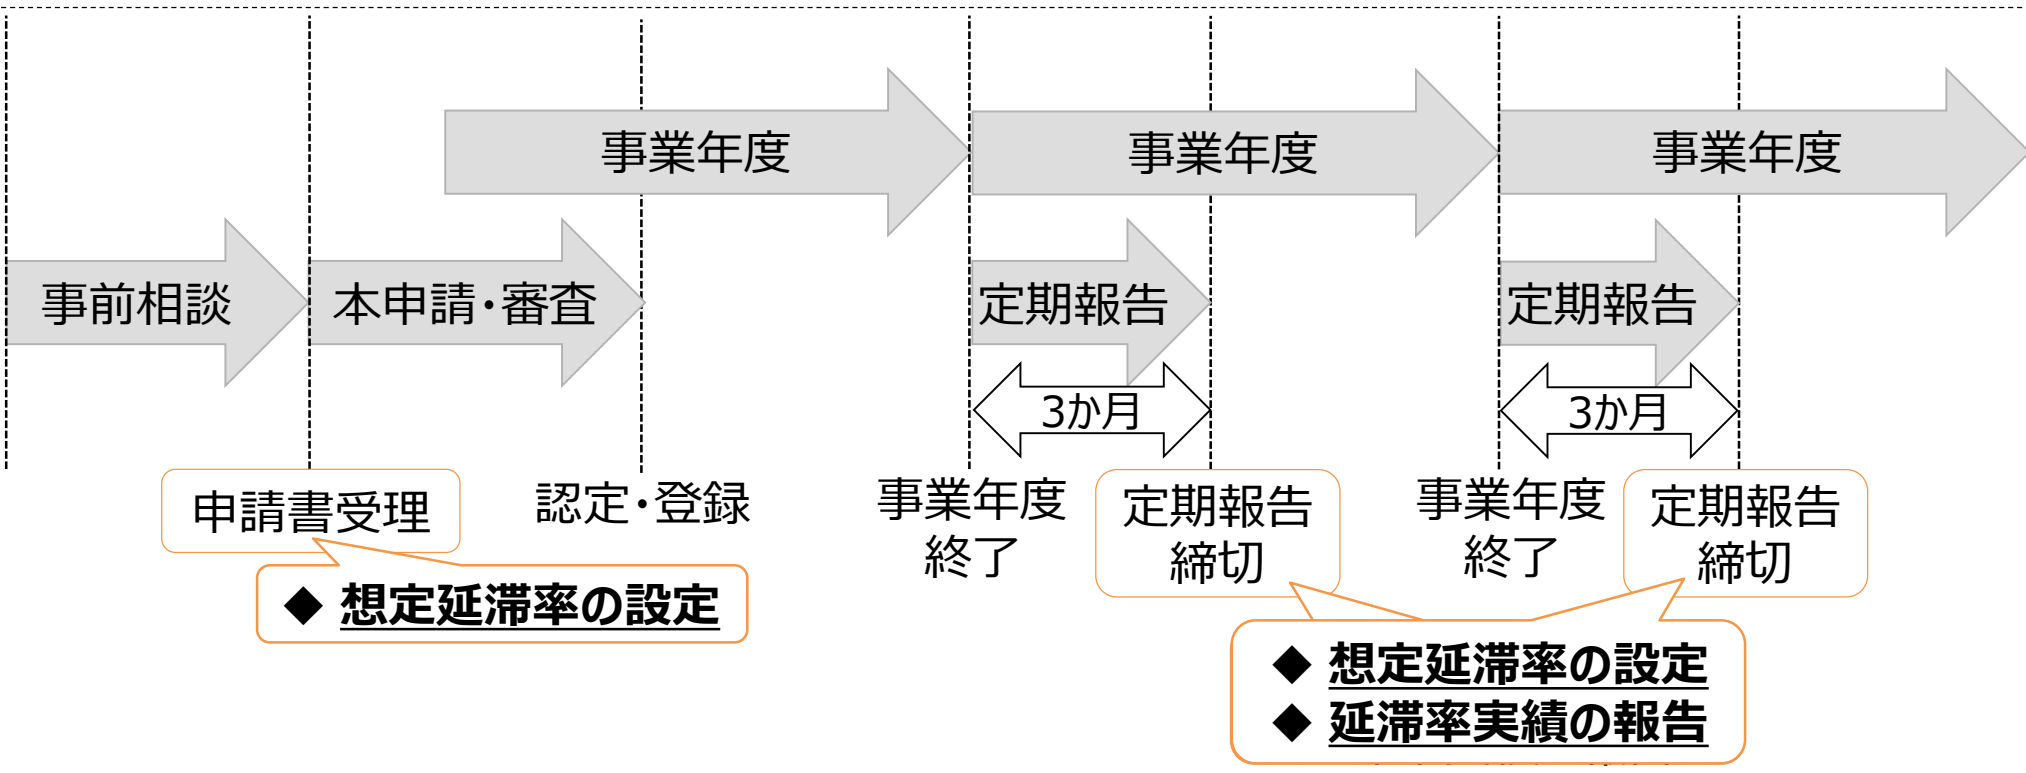 事業年度
事業年度
事業年度
事前相談
本申請・審査
定期報告
定期報告
3か月
3か月
申請書受理
認定・登録
事業年度
終了
定期報告
締切
事業年度
終了
定期報告
締切
◆ 想定延滞率の設定
◆ 想定延滞率の設定
◆ 延滞率実績の報告